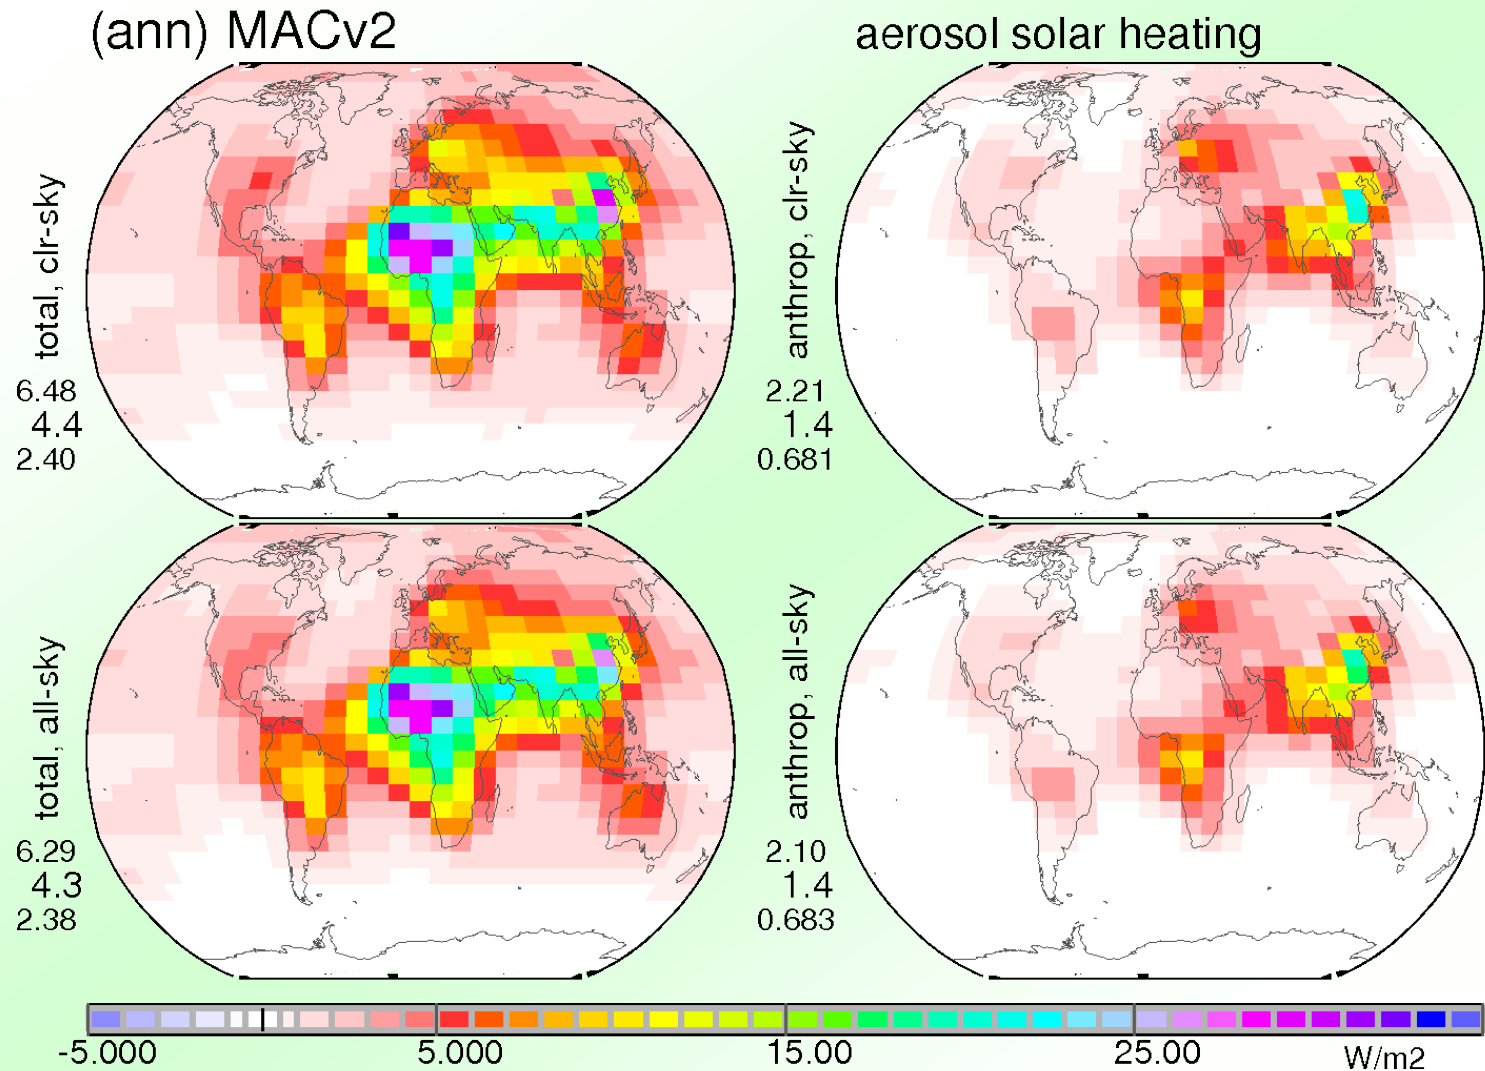 (ann) MACv2
aerosol solar heating
total, clr-sky
6.48
4.4
2.40
anthrop, clr-sky
2.21
1.4
0.681
total, all-sky
6.29
4.3
2.38
anthrop, all-sky
2.10
1.4
0.683
-5.000 5.000 15.00 25.00 W/m2